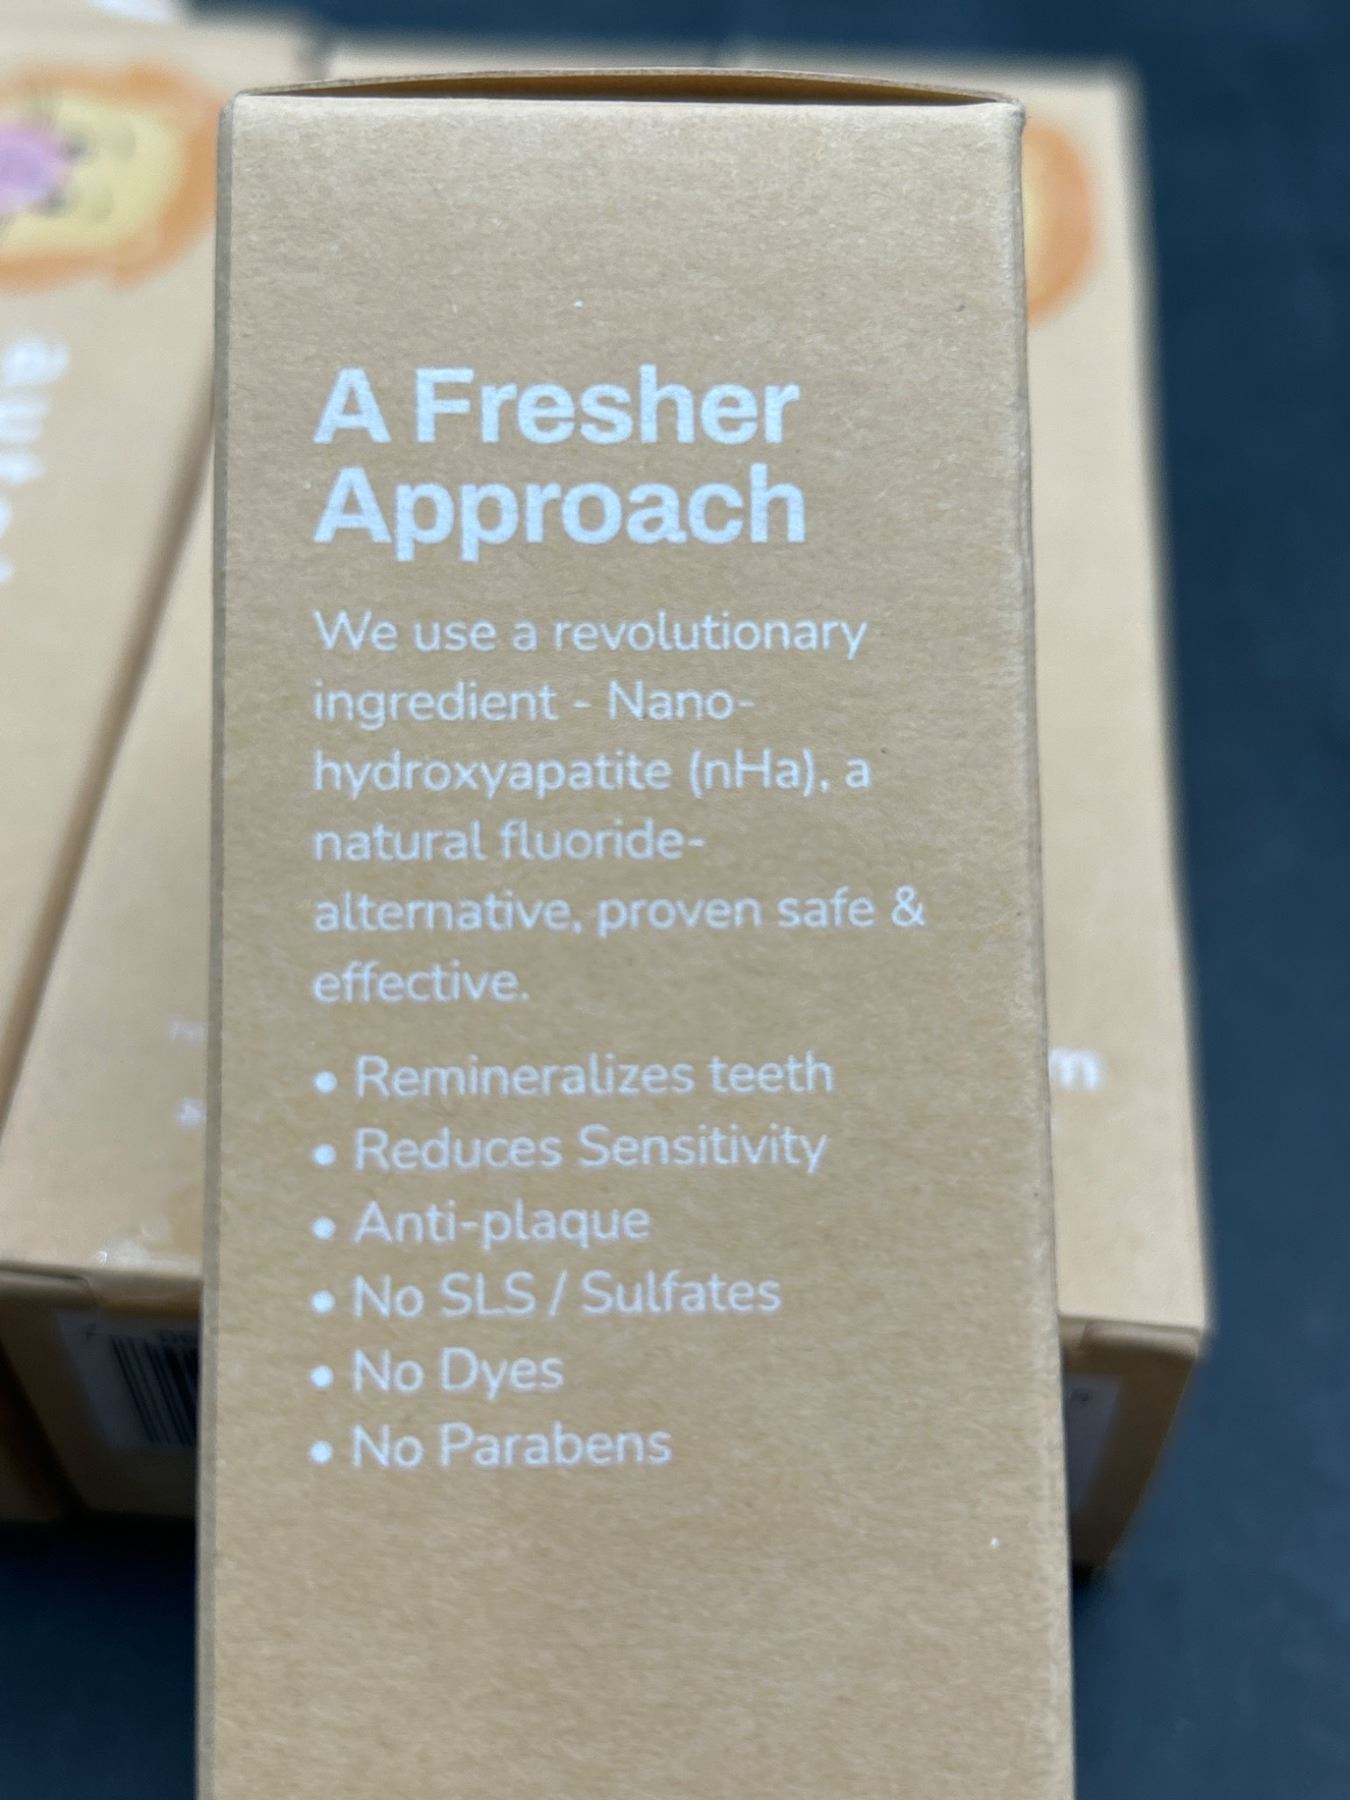 A Fresher
Approach
We use a revolutionary
ingredient - Nano-
hydroxyapatite (nHa), a
natural fluoride-
alternative, proven safe &
effective.
• Remineralizes teeth
• Reduces Sensitivity
• Anti-plaque
• No SLS / Sulfates
• No Dyes
• No Parabens